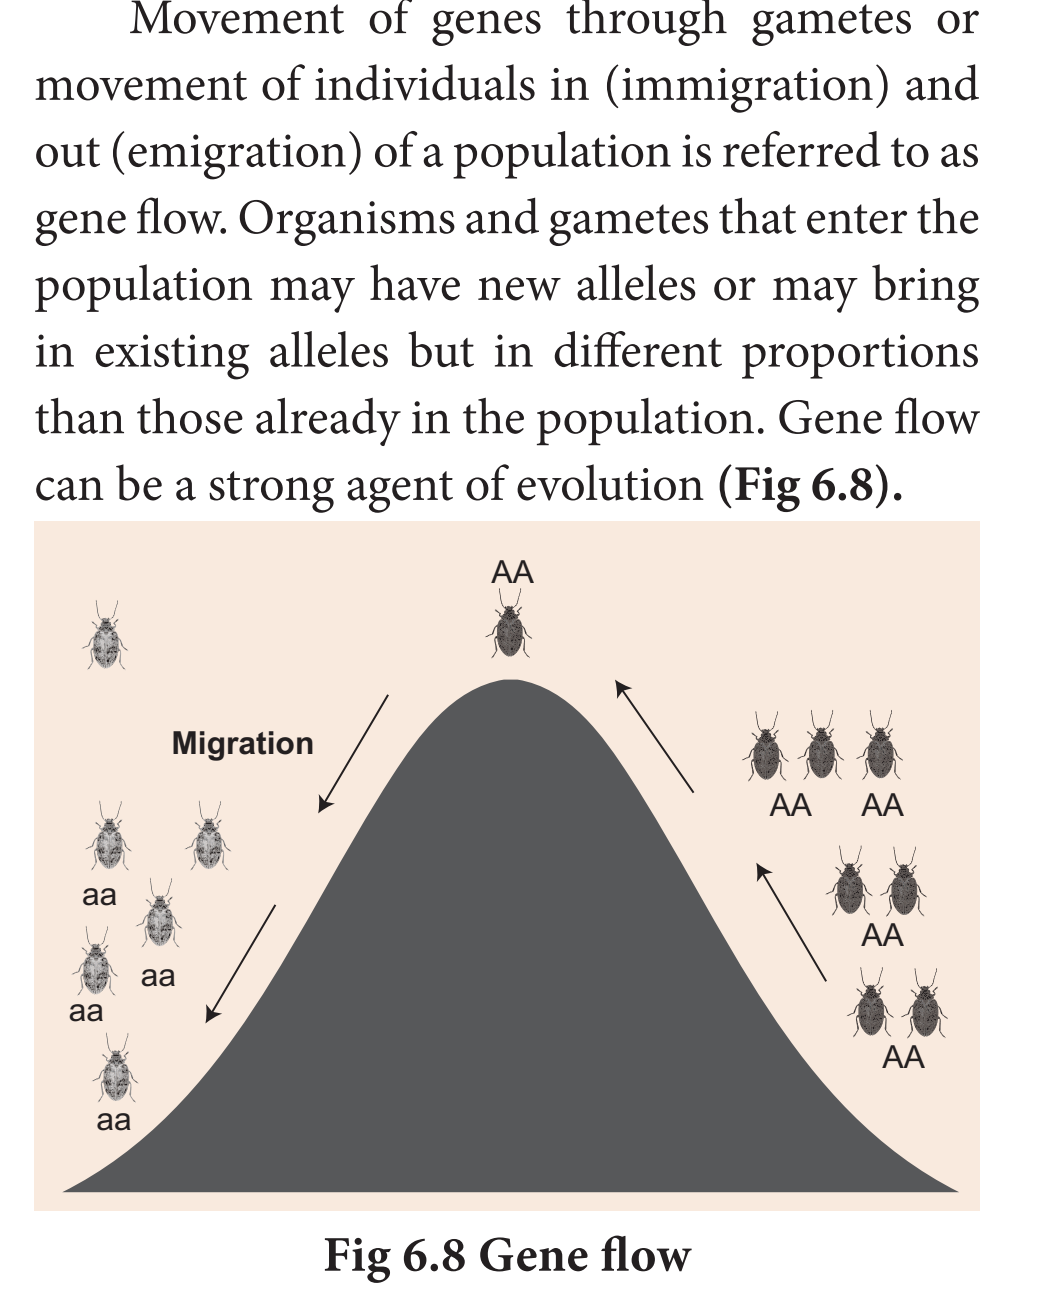 Movement of genes through gametes or
movement of individuals in (immigration) and
out (emigration) of a population is referred to as
gene flow. Organisms and gametes that enter the
population may have new alleles or may bring
in existing alleles but in different proportions
than those already in the population. Gene flow
can be a strong agent of evolution (Fig 6.8).
AA
Migration
AA AA
aa
AA
aa
aa
AA
aa
Fig 6.8 Gene flow